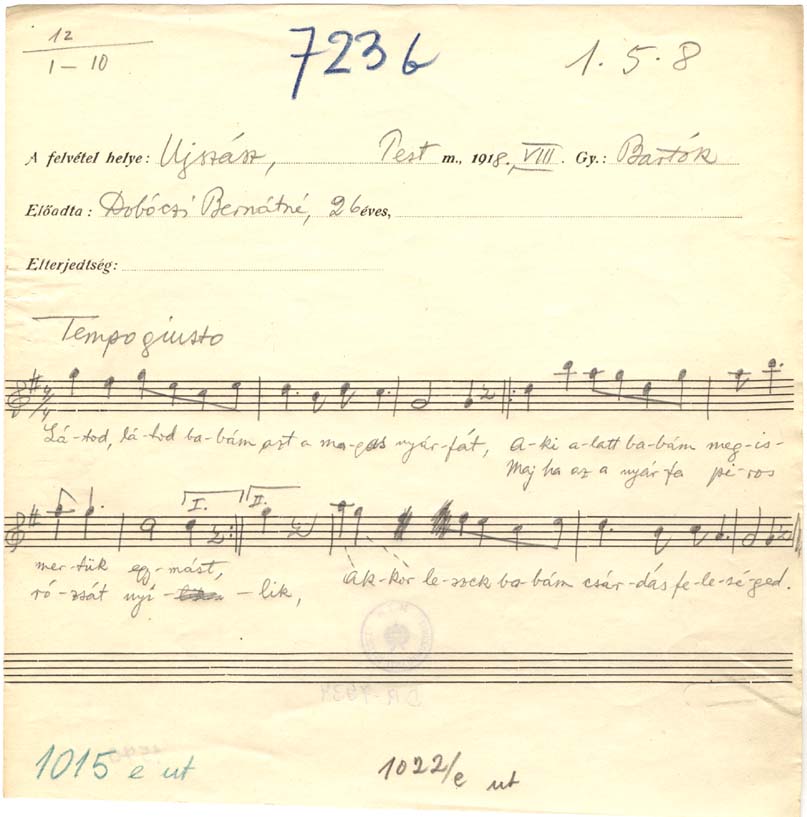 12
1-10
7236
1.5.8
A felvétel helye: Ujszász, Pest m., 1918. VIII. Gy.: Bartók
Előadta: Dobóczi Bernátné, 26 éves,
Elterjedtség:
Tempo giusto
4/4
Lá-tod, lá-tod ba-bám azt a ma-gas nyár-fát, A-ki a-latt ba-bám meg-is-
Maj ha az a nyár-fa pi-ros
I. II.
mer-tük egy-mást,
ró-zsát nyi-lik, Ak-kor le-szek ba-bám csár-dás fe-le-sé-ged.
1015 e ut
1022/e ut